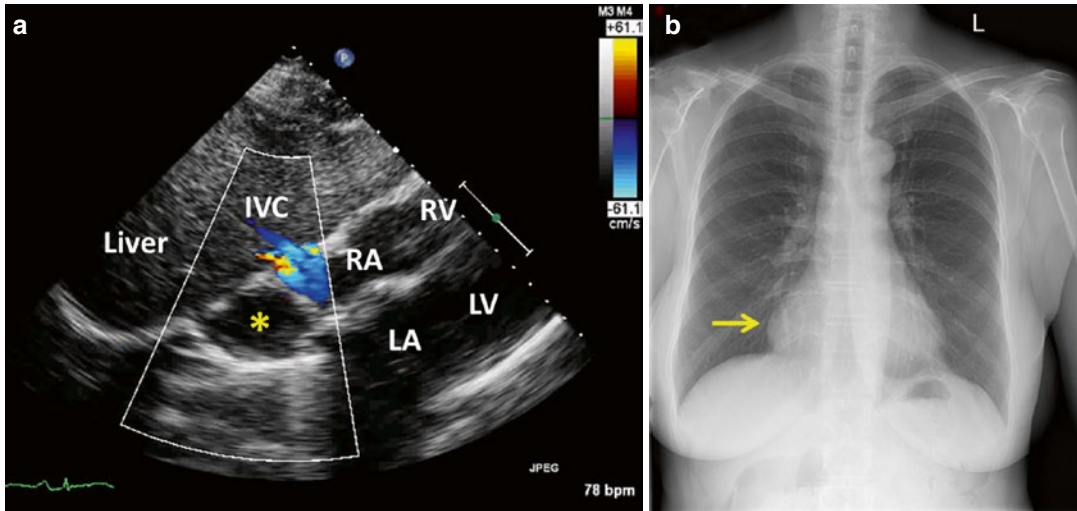 a
M3 M4
+61.1
-61.1
cm/s
P
IVC
Liver
RV
RA
LV
LA
*
JPEG
78 bpm
b
L